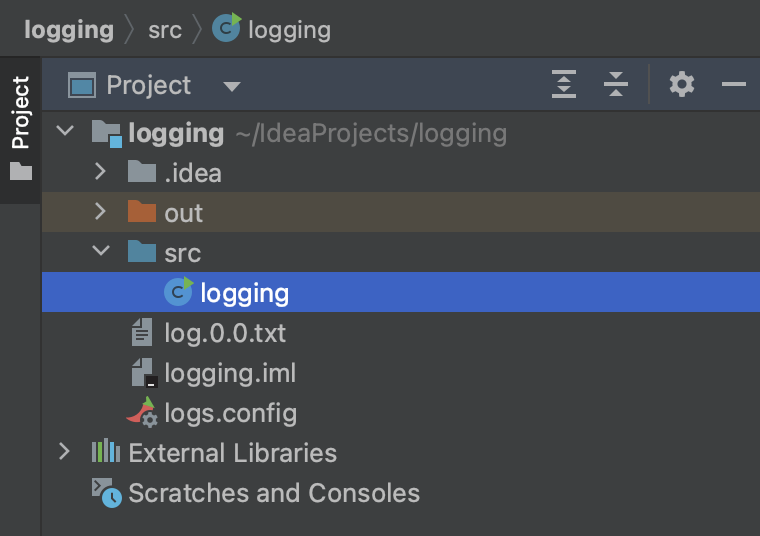 logging src logging
Project
Project
logging ~/IdeaProjects/logging
.idea
out
src
C logging
log.0.0.txt
logging.iml
logs.config
External Libraries
Scratches and Consoles